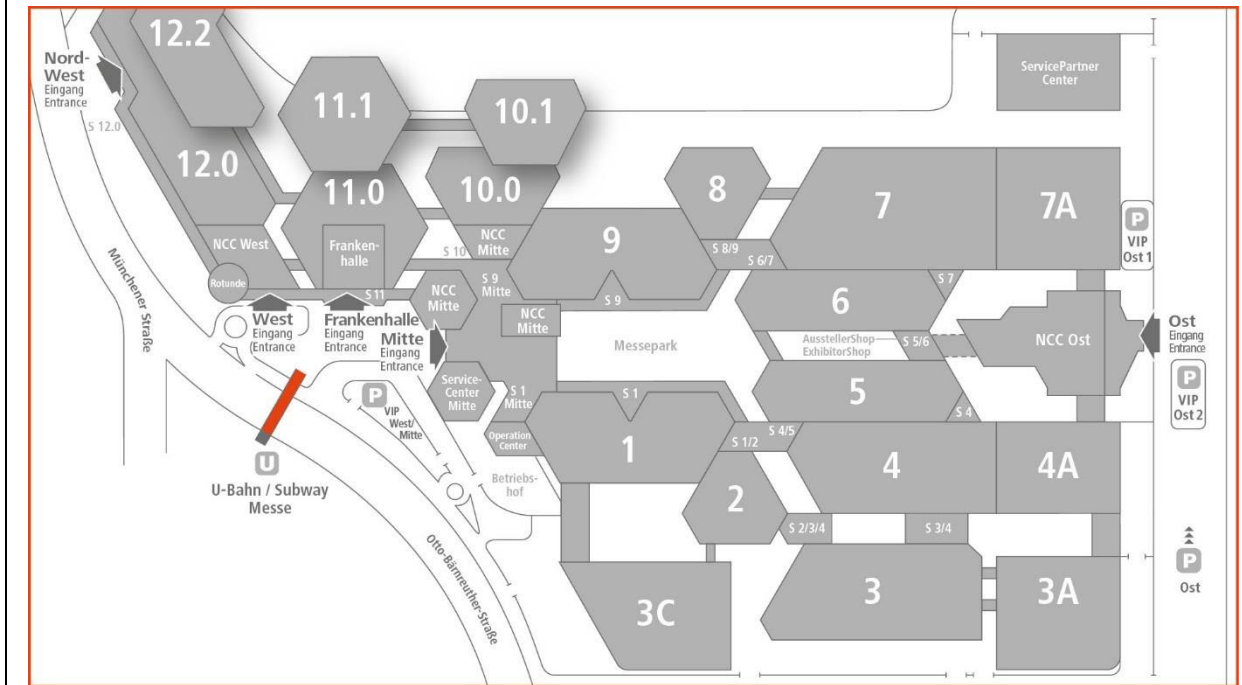 12.2
Nord-
West
Eingang
Entrance
S 12.0
12.0
11.1
10.1
ServicePartner
Center
11.0
10.0
8
7
7A
P
VIP
Ost 1
NCC West
Franken-
halle
S 10
NCC
Mitte
9
S 8/9
S 6/7
Rotunde
S 11
NCC
Mitte
S 9
Mitte
S 9
NCC
Mitte
6
S 7
Münchener Straße
West
Eingang
Entrance
Frankenhalle
Eingang
Entrance
Mitte
Eingang
Entrance
Messepark
AusstellerShop
ExhibitorShop
S 5/6
NCC Ost
Ost
Eingang
Entrance
P
VIP
Ost 2
Service-
Center
Mitte
P
VIP
West/
Mitte
S 1
Mitte
S 1
5
S 4
Operation
Center
1
S 1/2
S 4/5
4
4A
U
U-Bahn / Subway
Messe
Betriebs-
hof
2
S 2/3/4
S 3/4
Otto-Bärnreuther-Straße
3C
3
3A
P
Ost